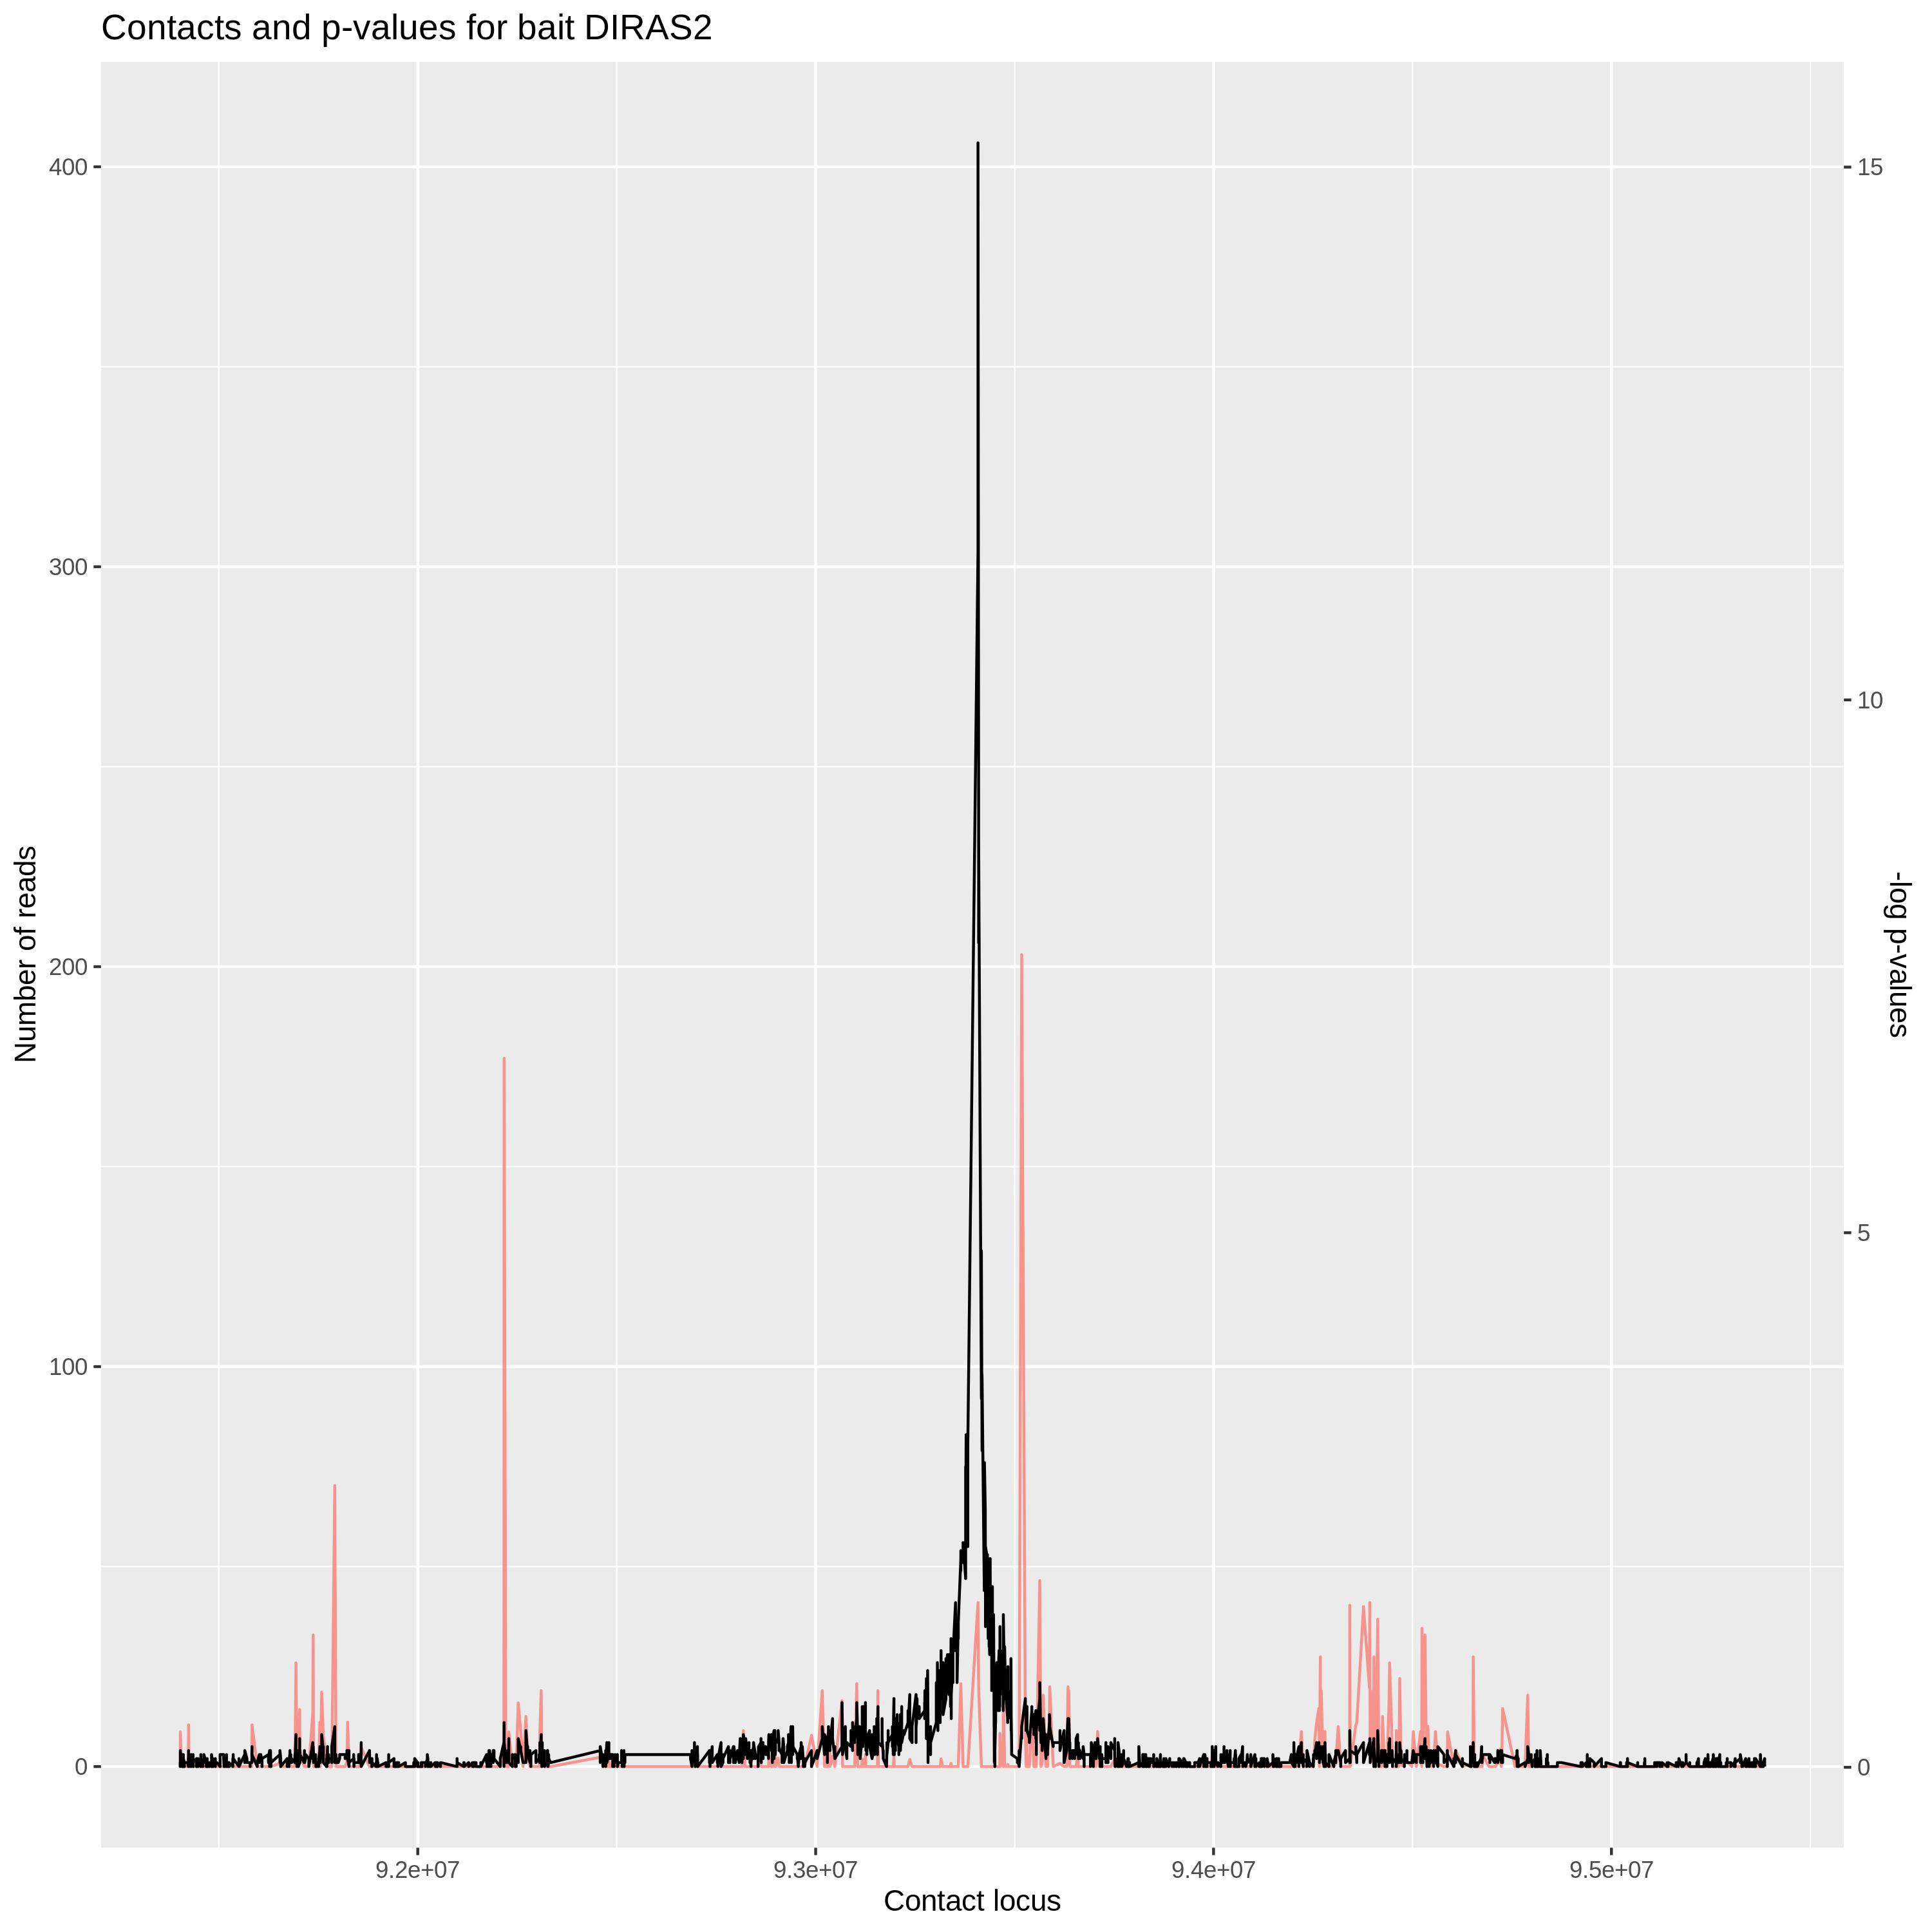 Contacts and p-values for bait DIRAS2
400
300
200
100
0
15
10
5
0
Number of reads
-log p-values
9.2e+07
9.3e+07
9.4e+07
9.5e+07
Contact locus